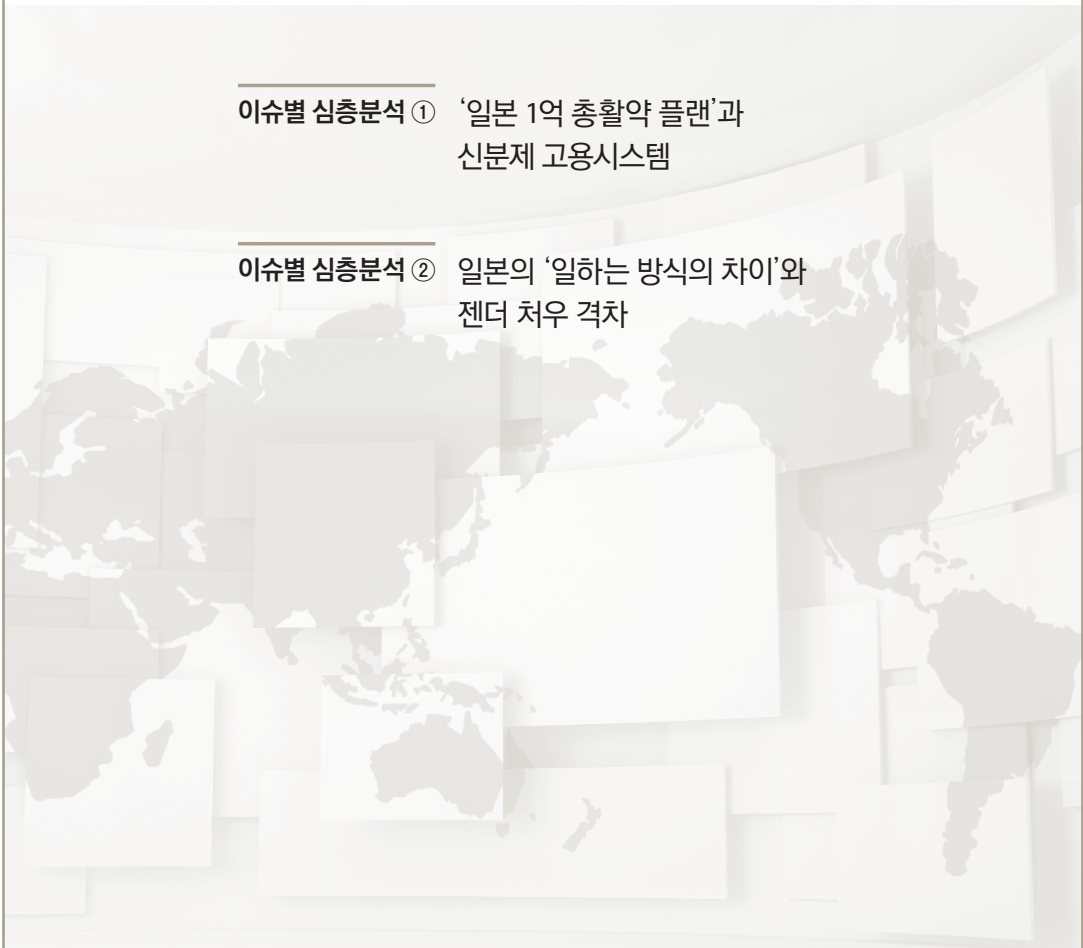 이슈별 심층분석 ① ‘일본 1억 총활약 플랜’과
신분제 고용시스템
이슈별 심층분석 ② 일본의 ‘일하는 방식의 차이’와
젠더 처우 격차